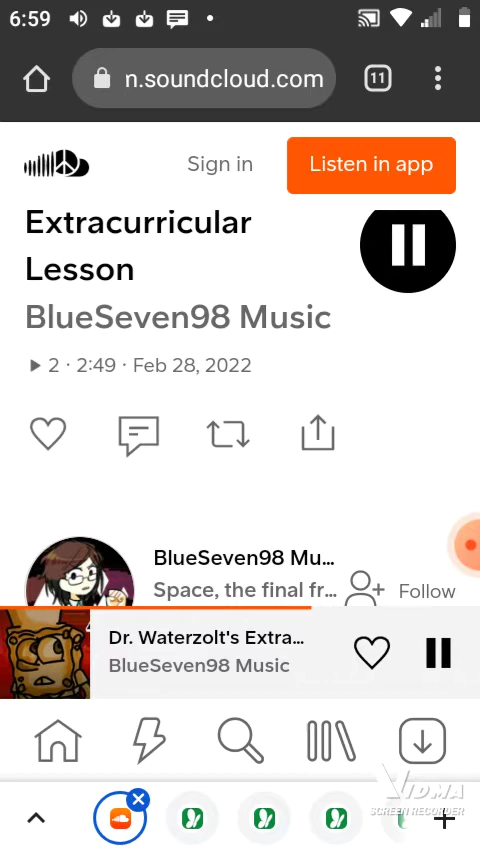 6:59
n.soundcloud.com
11
Sign in
Listen in app
Extracurricular
Lesson
BlueSeven98 Music
2 · 2:49 · Feb 28, 2022
BlueSeven98 Mu...
Space, the final fr...
Follow
Dr. Waterzolt's Extra...
BlueSeven98 Music
VIDMA
SCREEN RECORDER